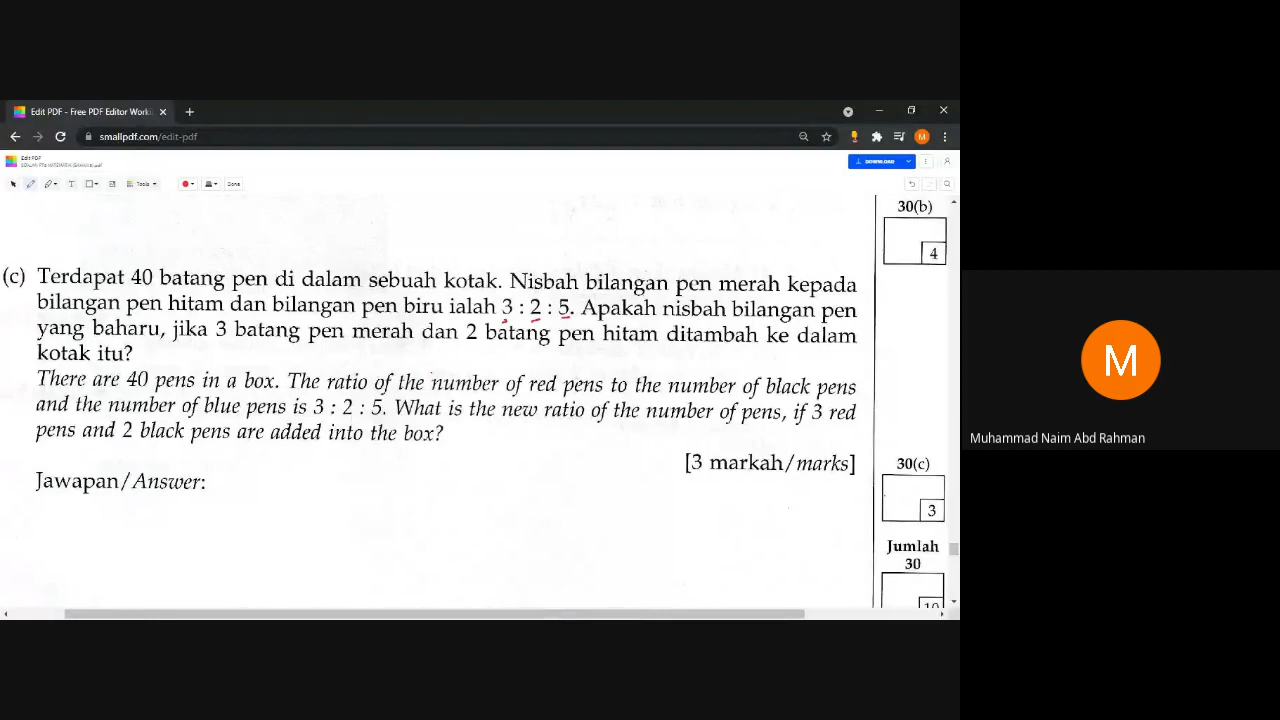 Edit PDF - Free PDF Editor Worki
smallpdf.com/edit-pdf
M
Edit PDF
DOWNLOAD
T
Tools
Done
30(b)
4
(c) Terdapat 40 batang pen di dalam sebuah kotak. Nisbah bilangan pen merah kepada
bilangan pen hitam dan bilangan pen biru ialah 3 : 2 : 5. Apakah nisbah bilangan pen
yang baharu, jika 3 batang pen merah dan 2 batang pen hitam ditambah ke dalam
kotak itu?
There are 40 pens in a box. The ratio of the number of red pens to the number of black pens
and the number of blue pens is 3 : 2 : 5. What is the new ratio of the number of pens, if 3 red
pens and 2 black pens are added into the box?
[3 markah/marks]
Jawapan/Answer:
30(c)
3
Jumlah
30
10
M
Muhammad Naim Abd Rahman